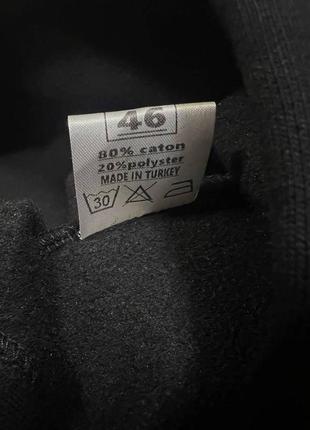 46
80% caton
20%polyster
MADE IN TURKEY
30